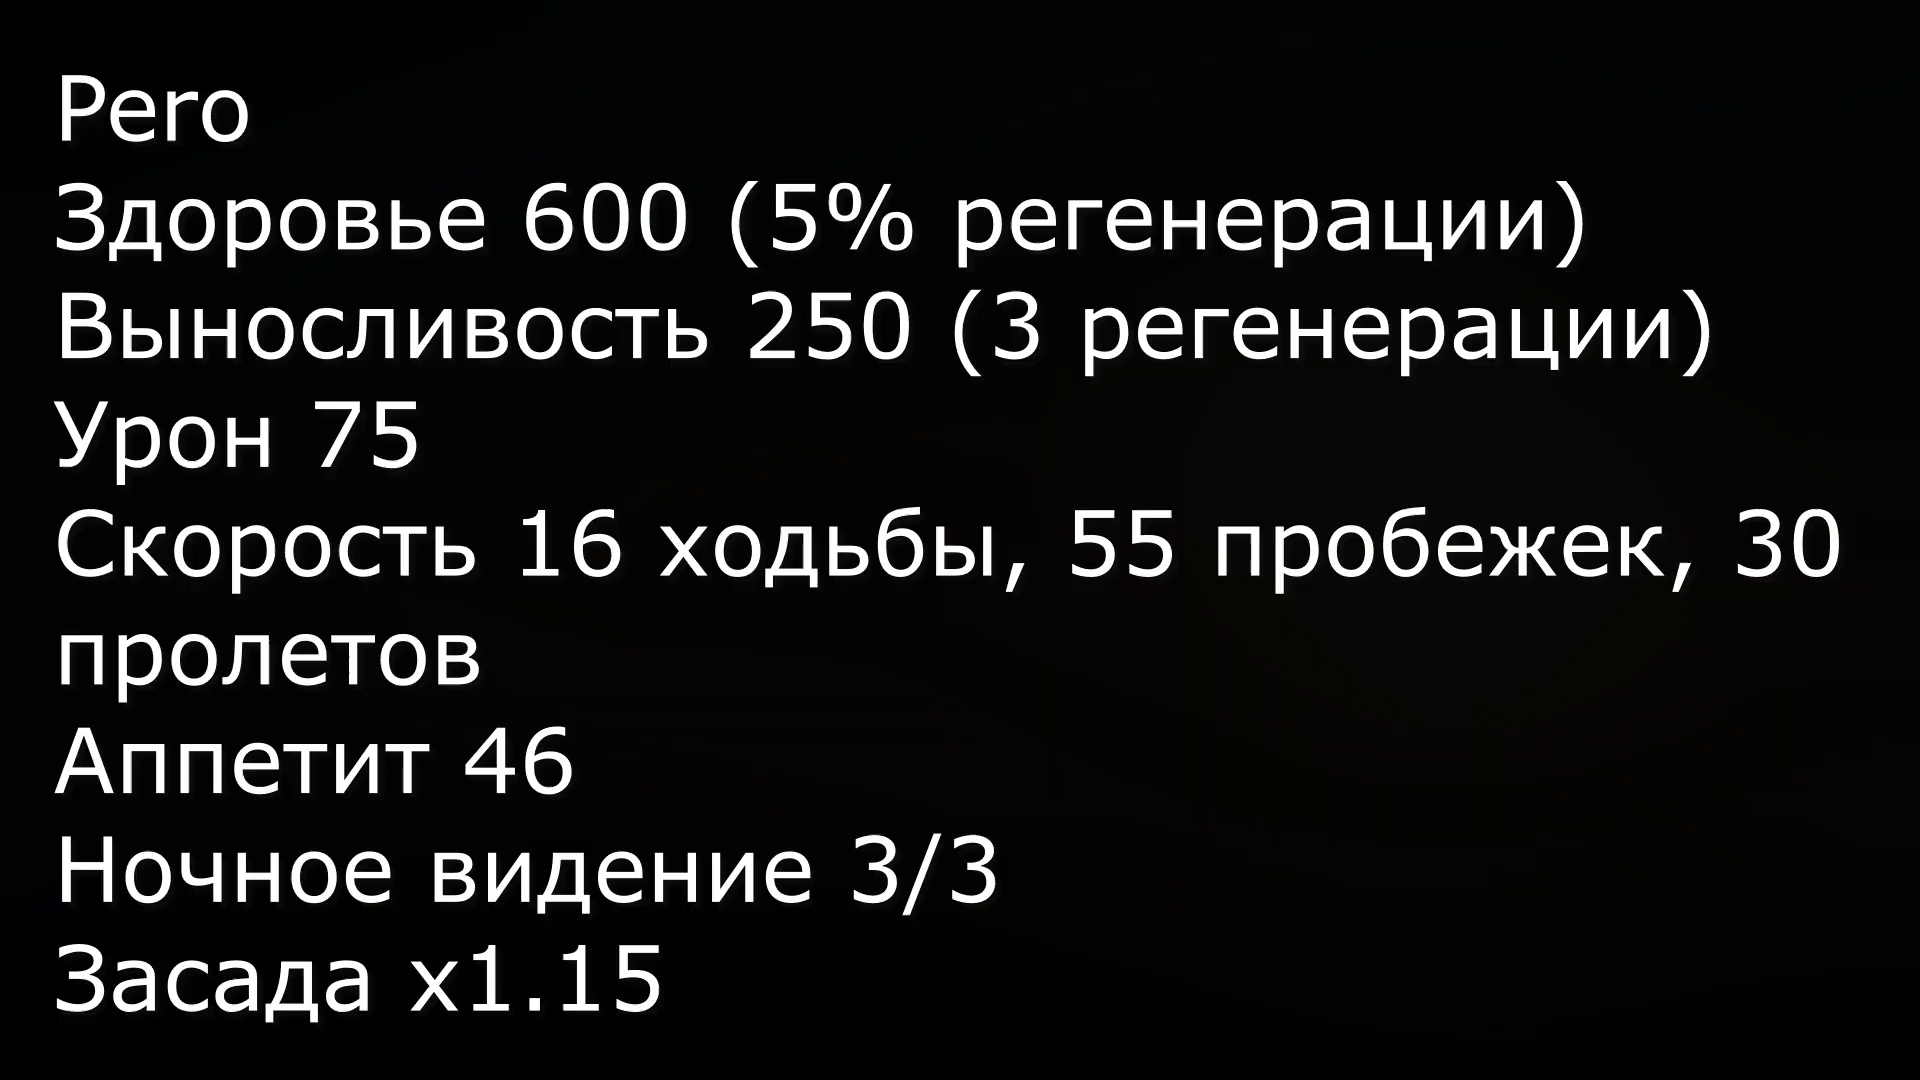 Pero
Здоровье 600 (5% регенерации)
Выносливость 250 (3 регенерации)
Урон 75
Скорость 16 ходьбы, 55 пробежек, 30
пролетов
Аппетит 46
Ночное видение 3/3
Засада x1.15